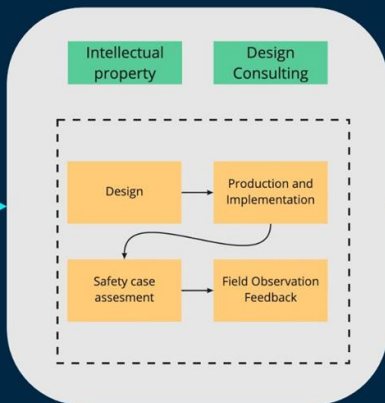 Intellectual
property
Design
Consulting
Design
Production and
Implementation
Safety case
assesment
Field Observation
Feedback